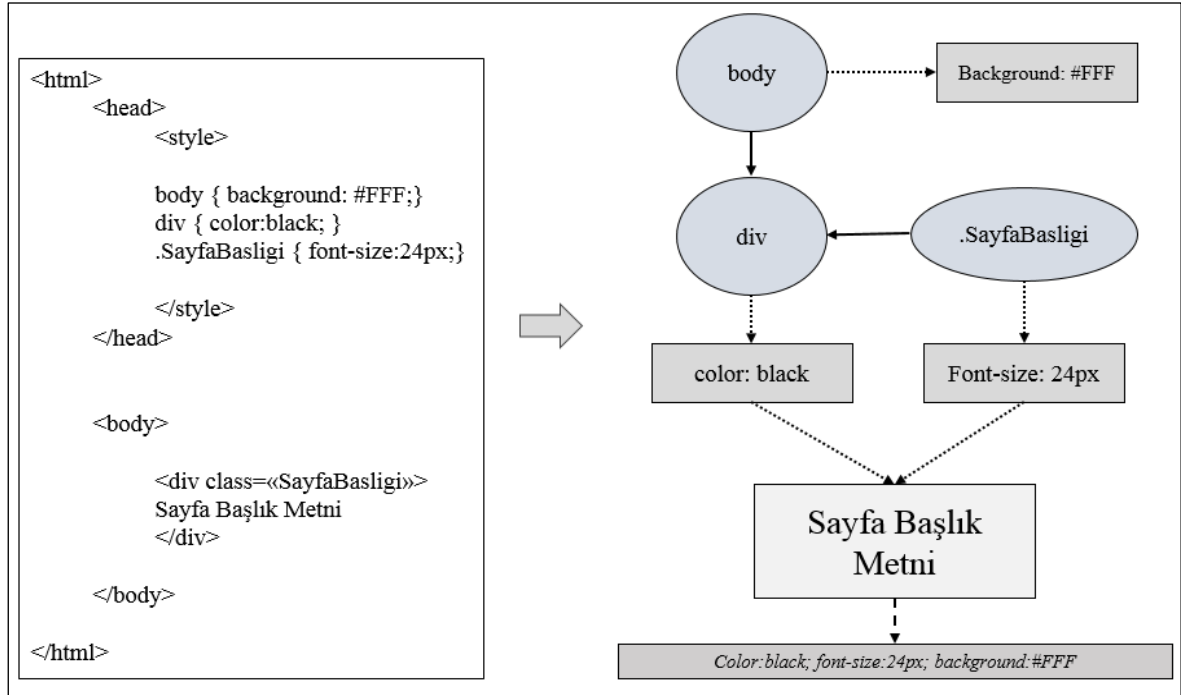 <html>
<head>
<style>
body { background: #FFF;}
div { color:black; }
.SayfaBasligi { font-size:24px;}
</style>
</head>
<body>
<div class=«SayfaBasligi»>
Sayfa Başlık Metni
</div>
</body>
</html>
body
Background: #FFF
div
.SayfaBasligi
color: black
Font-size: 24px
Sayfa Başlık
Metni
Color:black; font-size:24px; background:#FFF